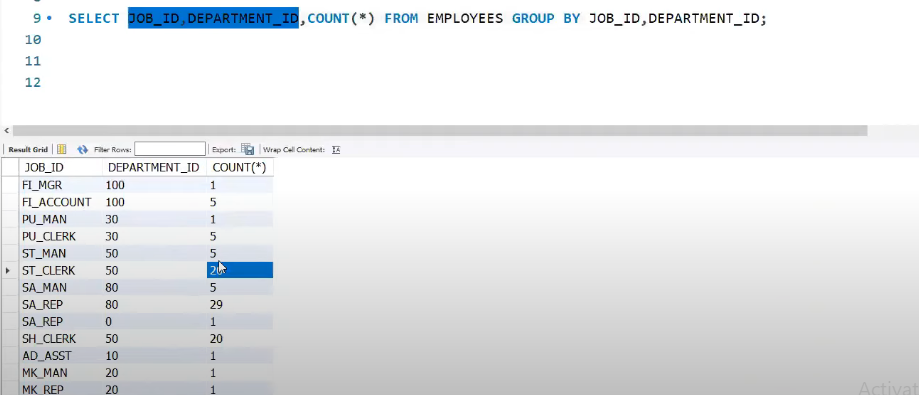 9 SELECT JOB_ID,DEPARTMENT_ID,COUNT(*) FROM EMPLOYEES GROUP BY JOB_ID,DEPARTMENT_ID;
10
11
12
Result Grid Filter Rows: Export: Wrap Cell Content: IA
JOB_ID DEPARTMENT_ID COUNT(*)
FI_MGR 100 1
FI_ACCOUNT 100 5
PU_MAN 30 1
PU_CLERK 30 5
ST_MAN 50 5
ST_CLERK 50 20
SA_MAN 80 5
SA_REP 80 29
SA_REP 0 1
SH_CLERK 50 20
AD_ASST 10 1
MK_MAN 20 1
MK_REP 20 1
Activat